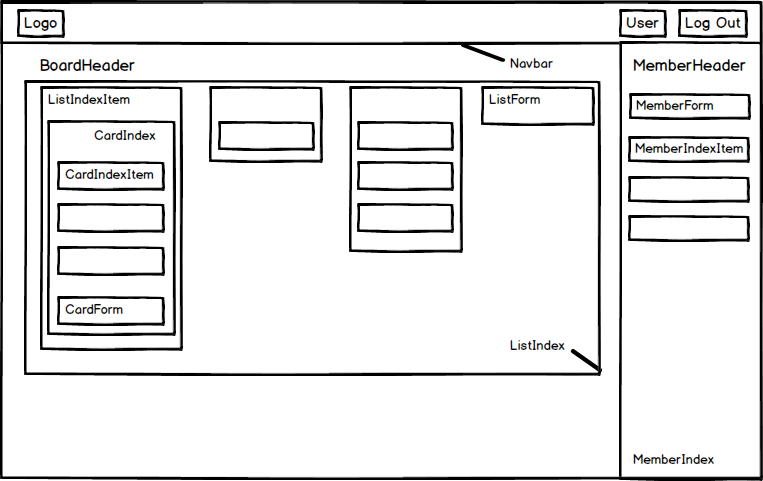 Logo
User
Log Out
Navbar
BoardHeader
MemberHeader
ListIndexItem
ListForm
MemberForm
CardIndex
MemberIndexItem
CardIndexItem
CardForm
ListIndex
MemberIndex